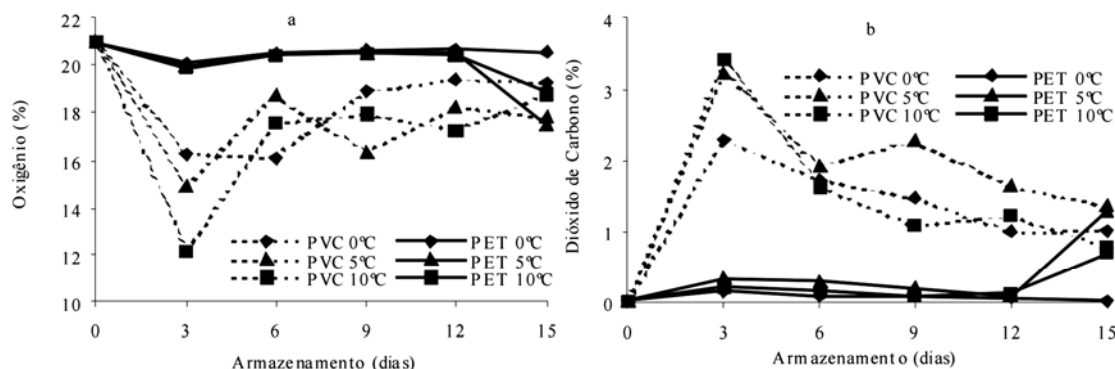 a
Oxigênio (%)
22
20
18
16
14
12
10
PVC 0ºC
PET 0ºC
PVC 5ºC
PET 5ºC
PVC 10ºC
PET 10ºC
0 3 6 9 12 15
Armazenamento (dias)
b
Dióxido de Carbono (%)
4
3
2
1
0
PVC 0ºC
PET 0ºC
PVC 5ºC
PET 5ºC
PVC 10ºC
PET 10ºC
0 3 6 9 12 15
Armazenamento (dias)